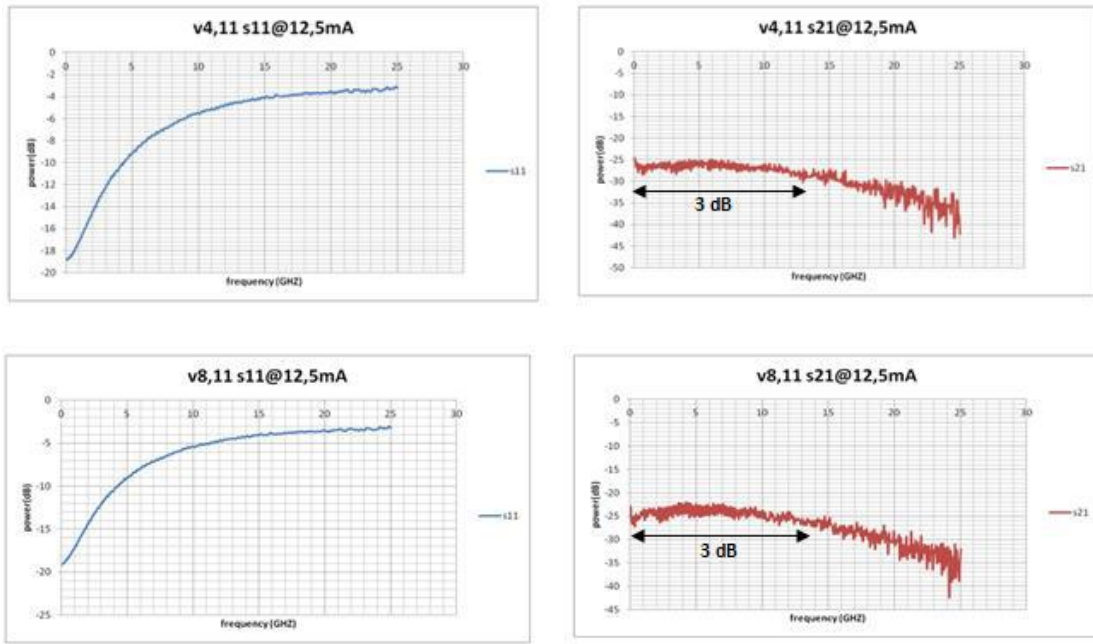 v4,11 s11@12,5mA
0
0 5 10 15 20 25 30
-2
-4
-6
-8
-10
-12
-14
-16
-18
-20
power(dB)
s11
frequency(GHZ)
v4,11 s21@12,5mA
0
0 5 10 15 20 25 30
-5
-10
-15
-20
-25
-30
-35
-40
-45
-50
power(dB)
3 dB
s21
frequency (GHZ)
v8,11 s11@12,5mA
0
0 5 10 15 20 25 30
-5
-10
-15
-20
-25
power(dB)
s11
frequency (GHZ)
v8,11 s21@12,5mA
0
0 5 10 15 20 25 30
-5
-10
-15
-20
-25
-30
-35
-40
-45
power(dB)
3 dB
s21
frequency (GHZ)